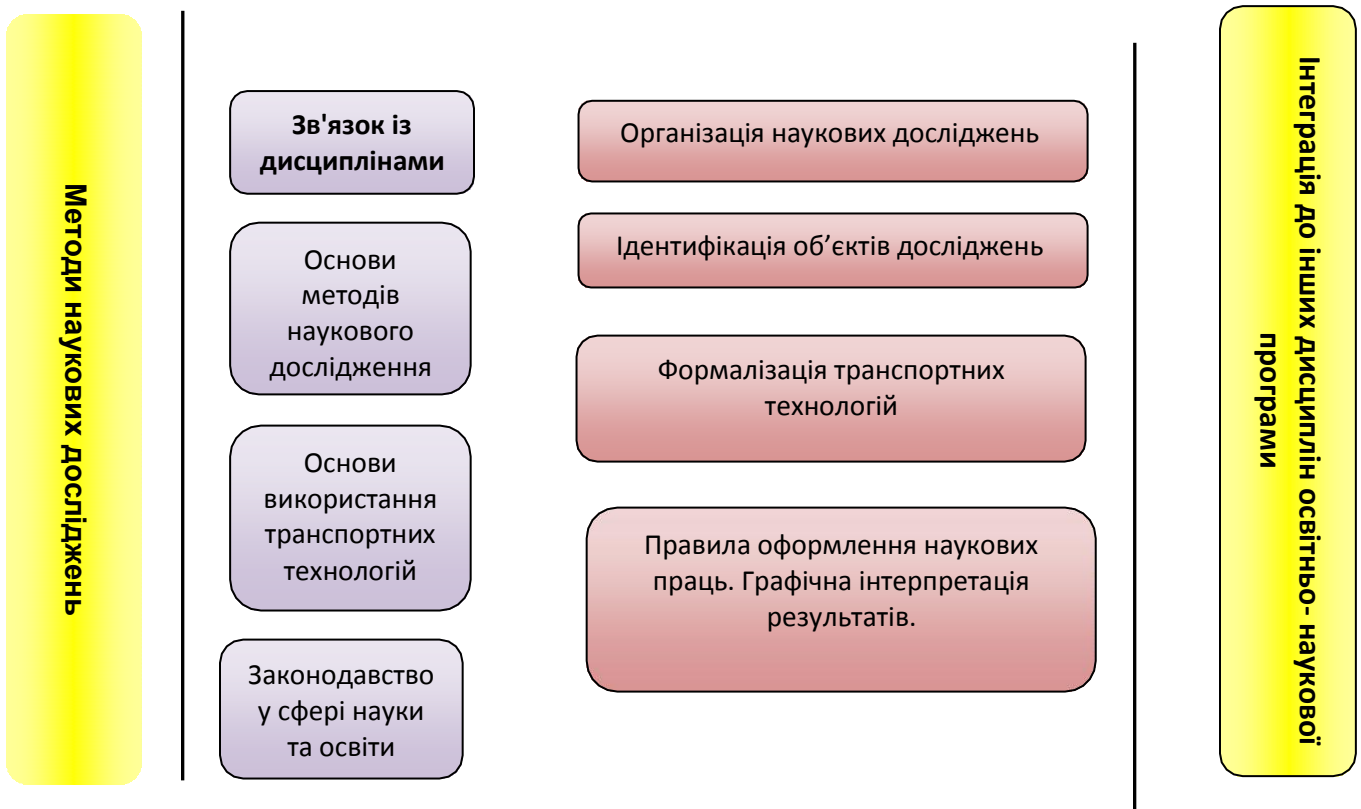 Методи наукових досліджень
Зв'язок із
дисциплінами
Основи
методів
наукового
дослідження
Основи
використання
транспортних
технологій
Законодавство
у сфері науки
та освіти
Організація наукових досліджень
Ідентифікація об’єктів досліджень
Формалізація транспортних
технологій
Правила оформлення наукових
праць. Графічна інтерпретація
результатів.
Інтеграція до інших дисциплін освітньо- наукової
програми